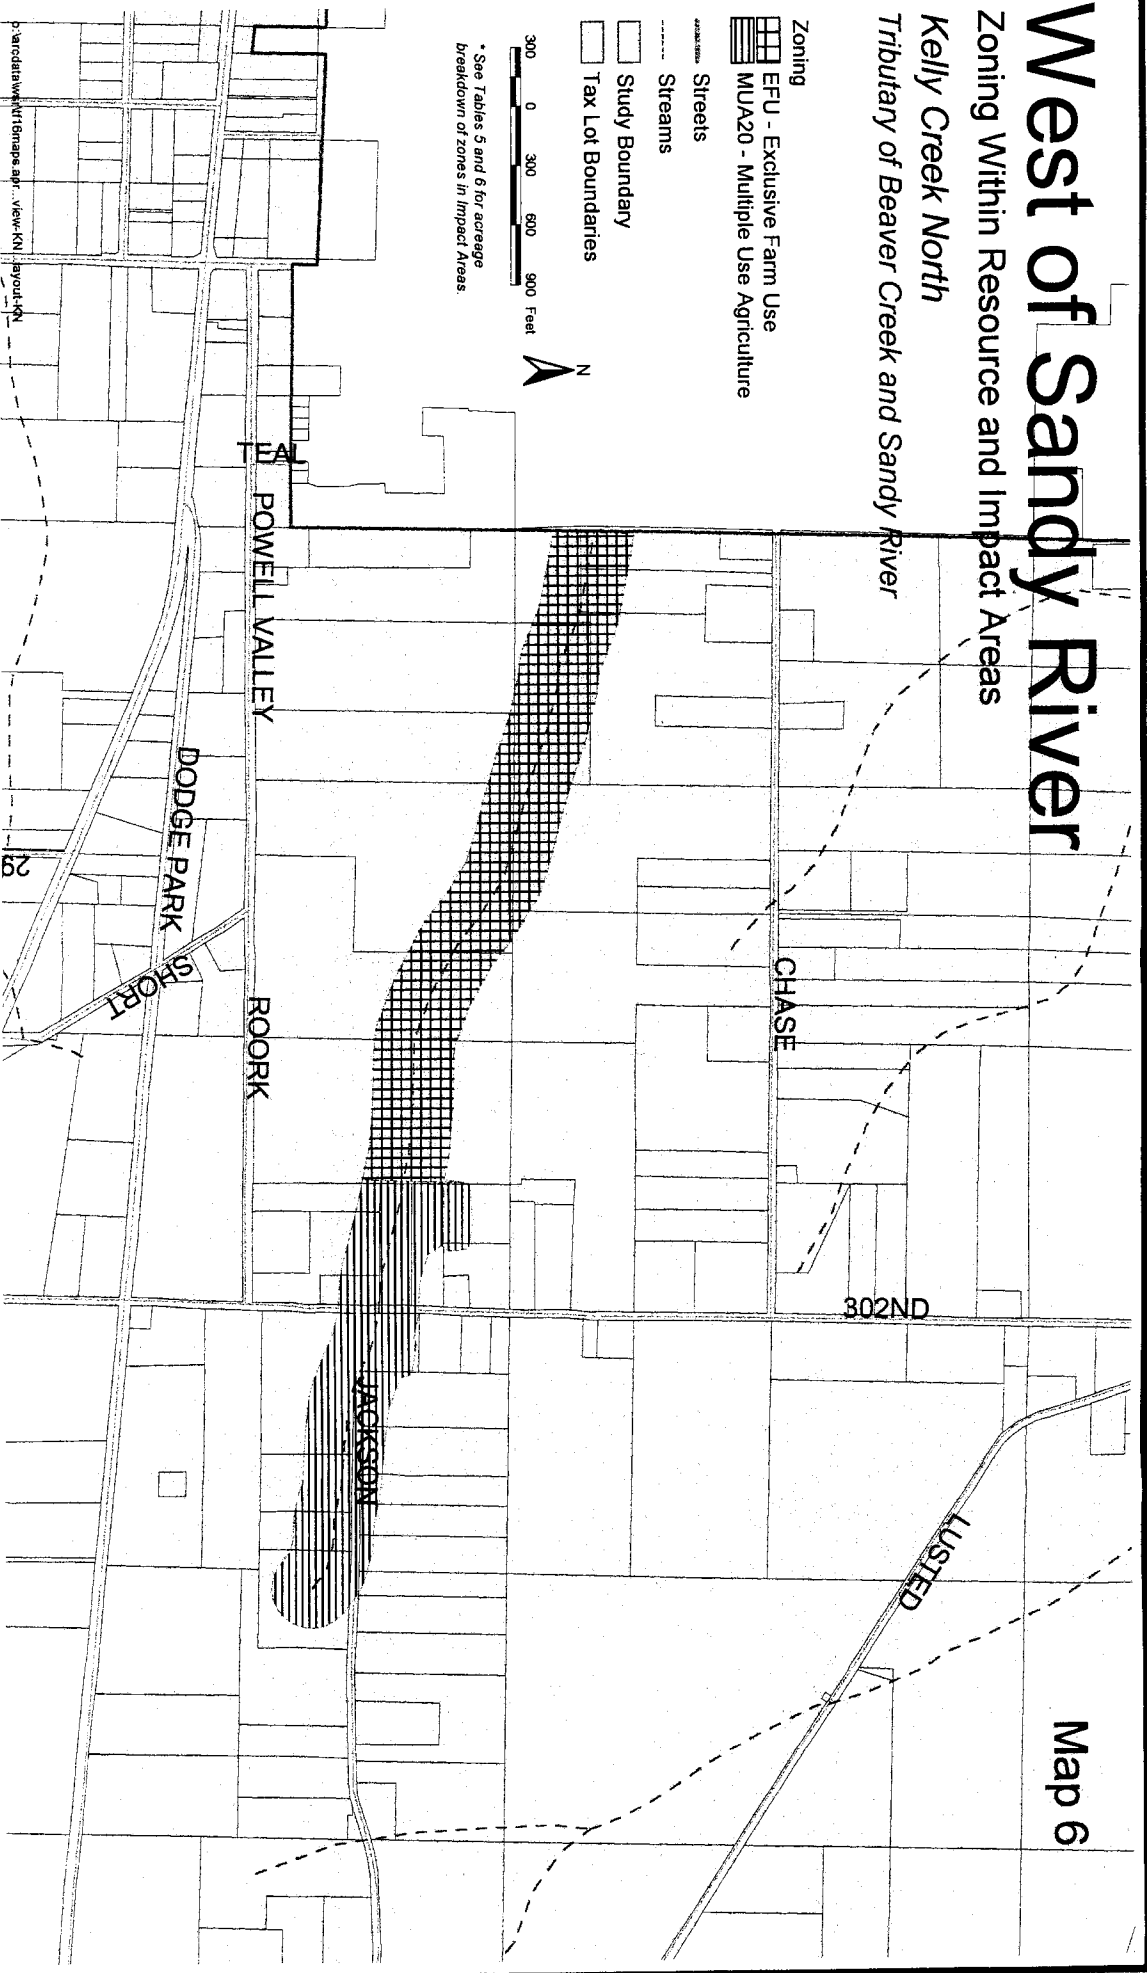 West of Sandy River
Map 6
Zoning Within Resource and Impact Areas
Kelly Creek North
Tributary of Beaver Creek and Sandy River
Zoning
EFU - Exclusive Farm Use
MUA20 - Multiple Use Agriculture
Streets
Streams
Study Boundary
Tax Lot Boundaries
300 0 300 600 900 Feet
N
* See Tables 5 and 6 for acreage
breakdown of zones in Impact Areas.
302ND
LUSTED
CHASE
JACKSON
TEAL
POWELL VALLEY
ROORK
DODGE PARK
SHORT
29